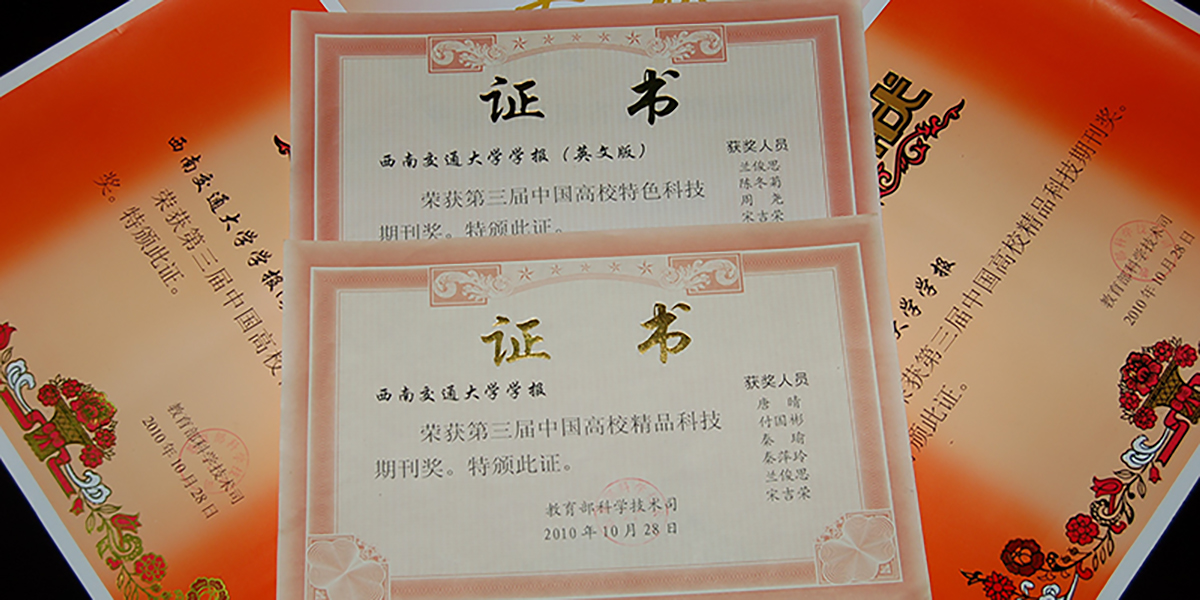 证书
西南交通大学学报（英文版）
荣获第三届中国高校特色科技
期刊奖。特颁此证。
获奖人员
兰俊思
陈冬菊
周尧
宋吉荣
证书
西南交通大学学报
荣获第三届中国高校精品科技
期刊奖。特颁此证。
获奖人员
唐晴
付国彬
秦瑜
秦萍玲
兰俊思
宋吉荣
教育部科学技术司
2010年10月28日
西南交通大学学报
荣获第三届中国高校
奖。特颁此证。
教育部科学技术司
2010年10月28日
大学学报
荣获第三届中国高校精品科技期刊奖。
特颁此证。
教育部科学技术司
2010年10月28日